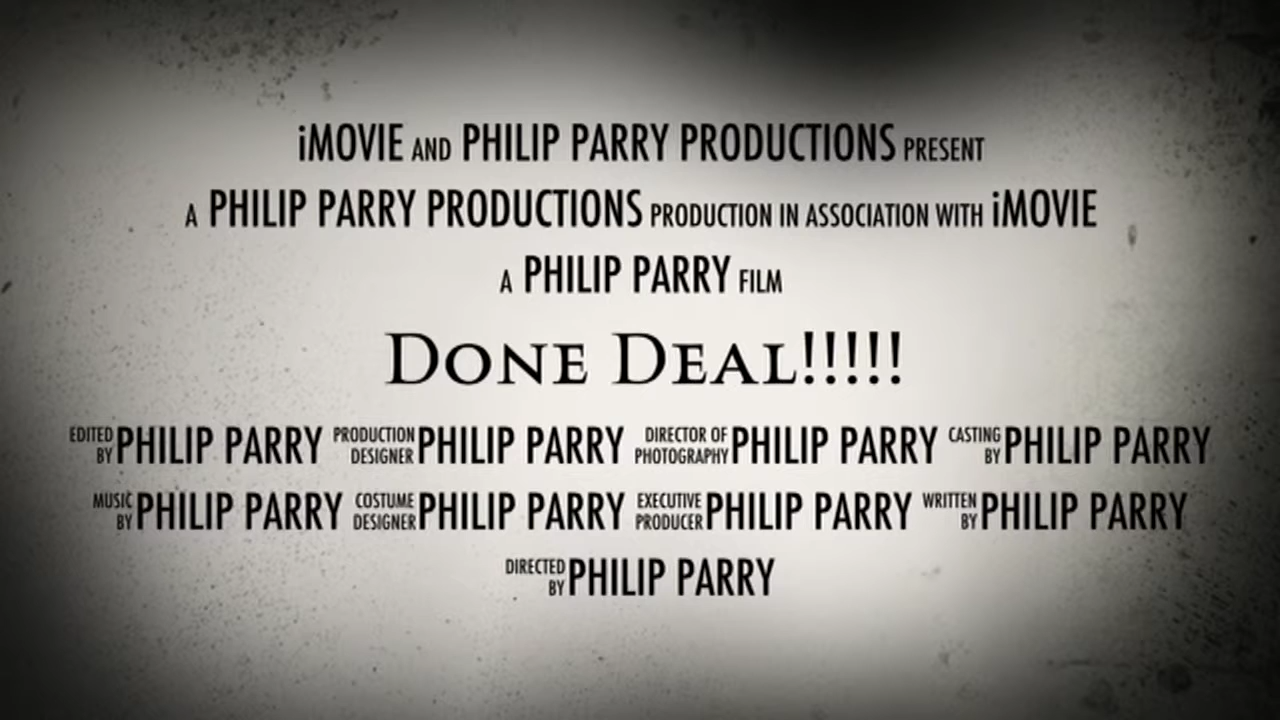 iMOVIE AND PHILIP PARRY PRODUCTIONS PRESENT
A PHILIP PARRY PRODUCTIONS PRODUCTION IN ASSOCIATION WITH iMOVIE
A PHILIP PARRY FILM
DONE DEAL!!!!!
EDITED BY PHILIP PARRY PRODUCTION DESIGNER PHILIP PARRY DIRECTOR OF PHOTOGRAPHY PHILIP PARRY CASTING BY PHILIP PARRY
MUSIC BY PHILIP PARRY COSTUME DESIGNER PHILIP PARRY EXECUTIVE PRODUCER PHILIP PARRY WRITTEN BY PHILIP PARRY
DIRECTED BY PHILIP PARRY